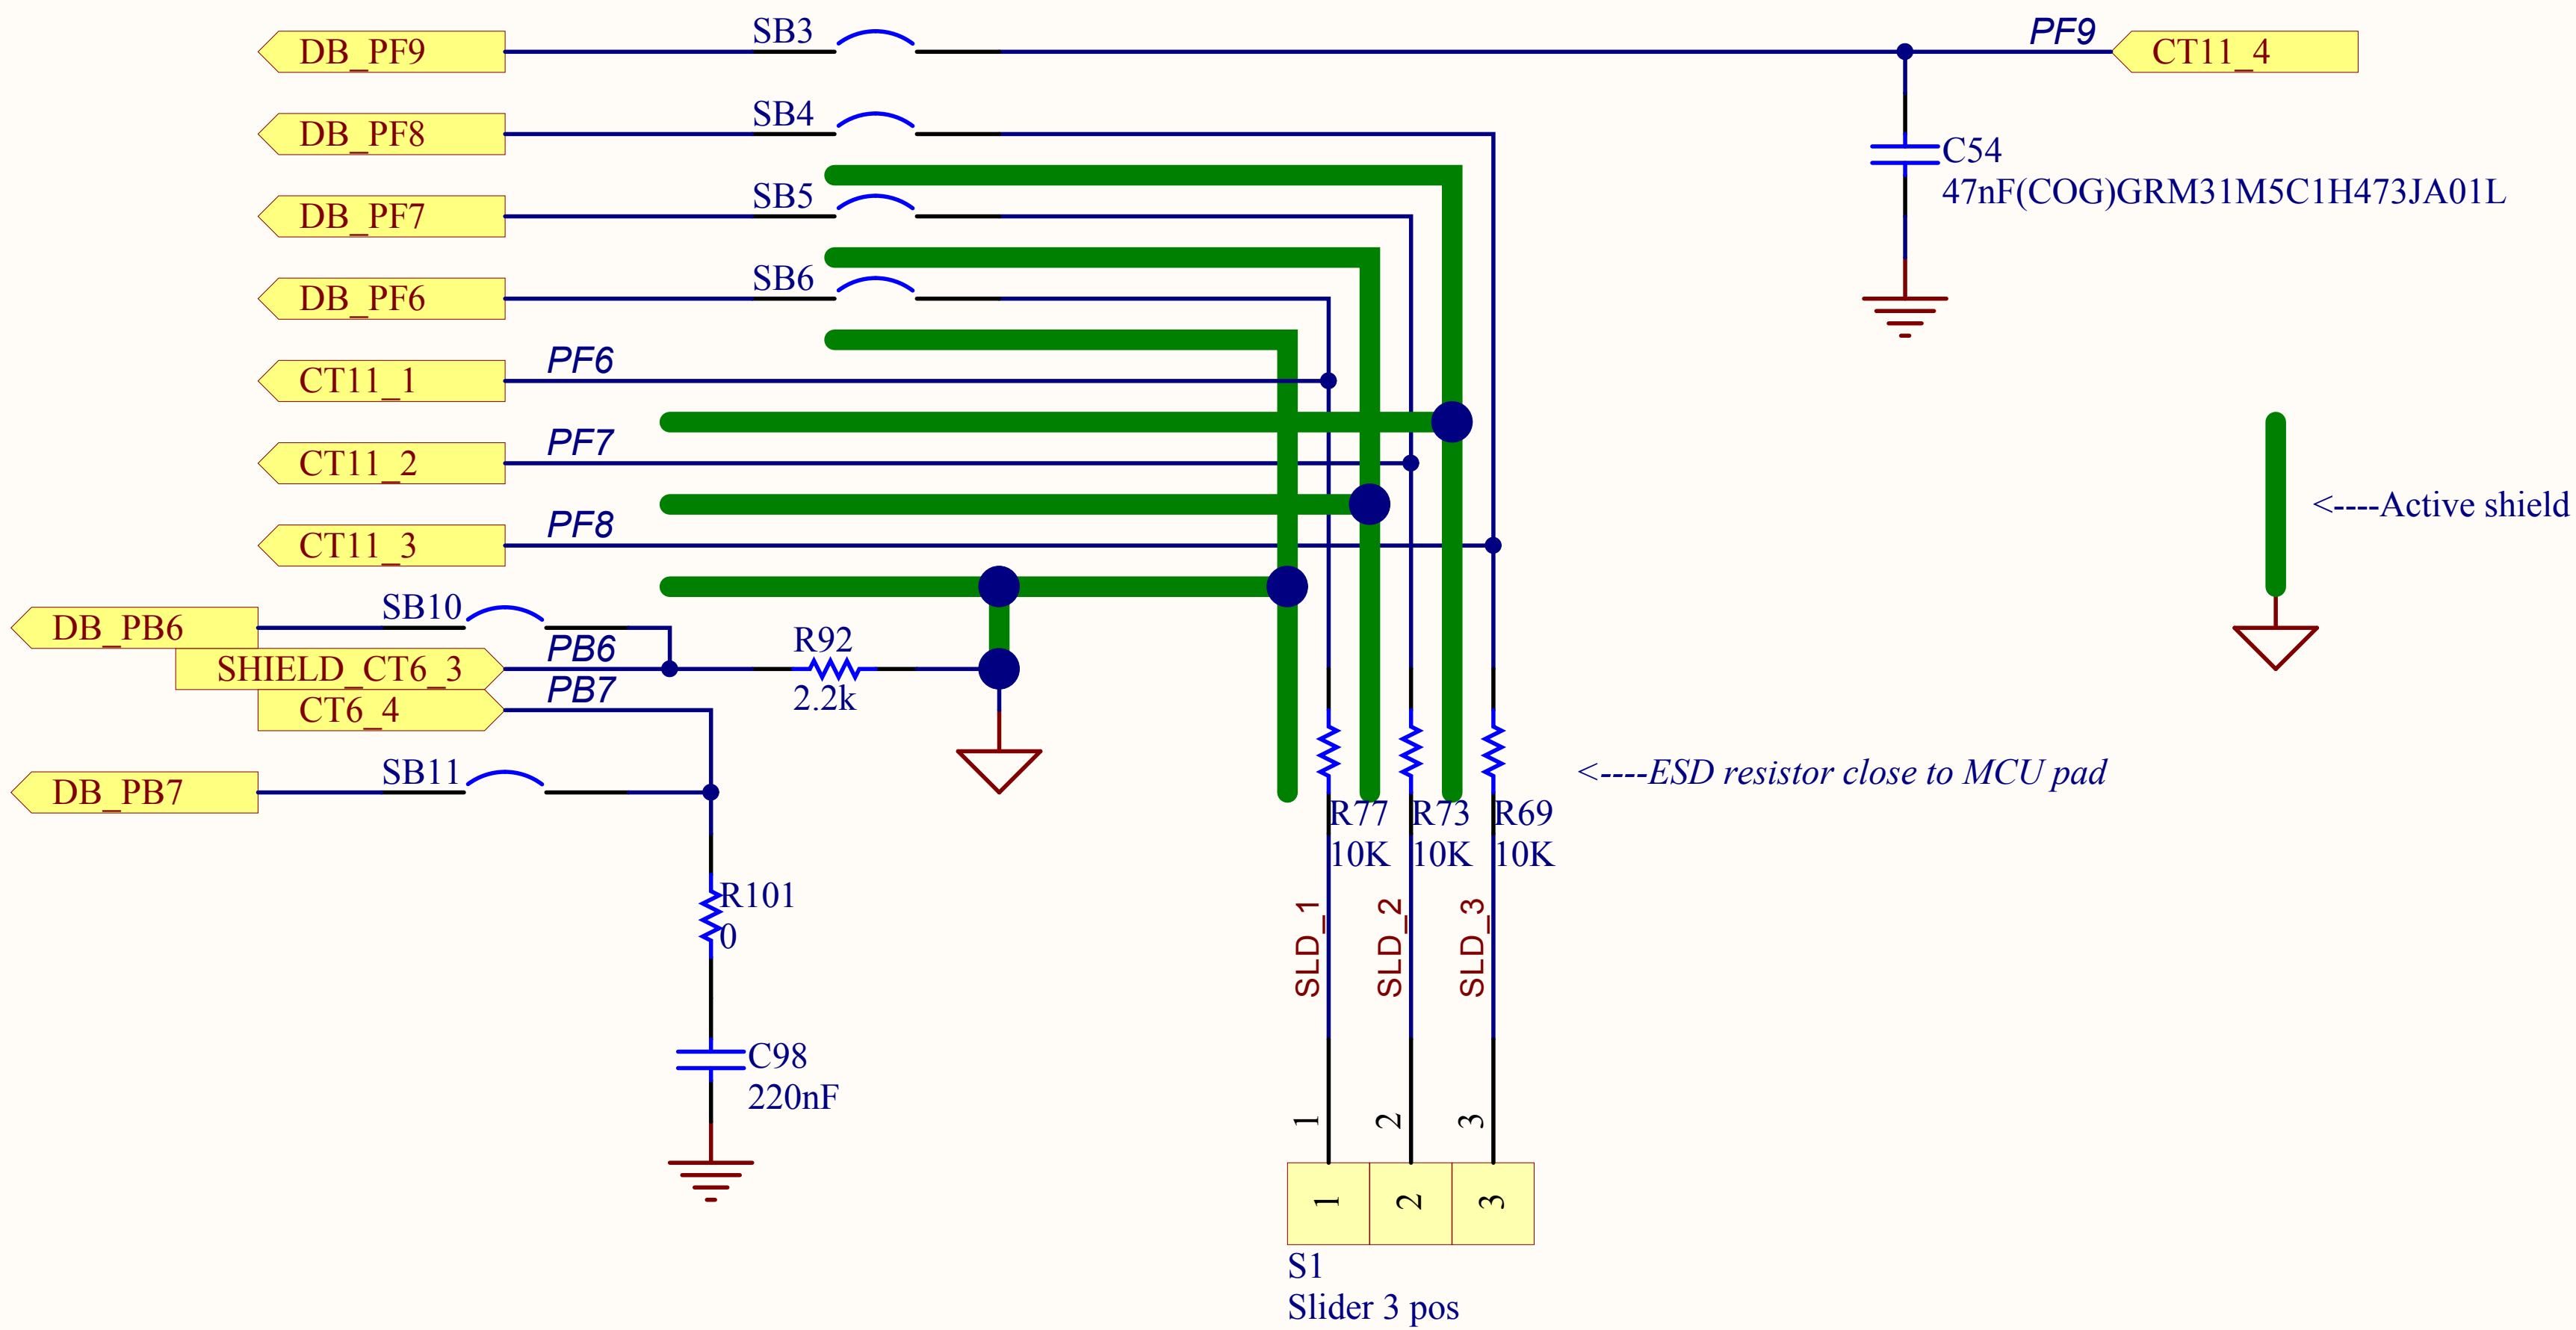 DB_PF9
SB3
PF9
CT11_4
DB_PF8
SB4
C54
47nF(COG)GRM31M5C1H473JA01L
DB_PF7
SB5
DB_PF6
SB6
CT11_1
PF6
CT11_2
PF7
<----Active shield
CT11_3
PF8
DB_PB6
SB10
SHIELD_CT6_3
PB6
R92
2.2k
CT6_4
PB7
DB_PB7
SB11
<----ESD resistor close to MCU pad
R77
10K
R73
10K
R69
10K
R101
0
SLD_1
SLD_2
SLD_3
C98
220nF
1
2
3
1
2
3
S1
Slider 3 pos